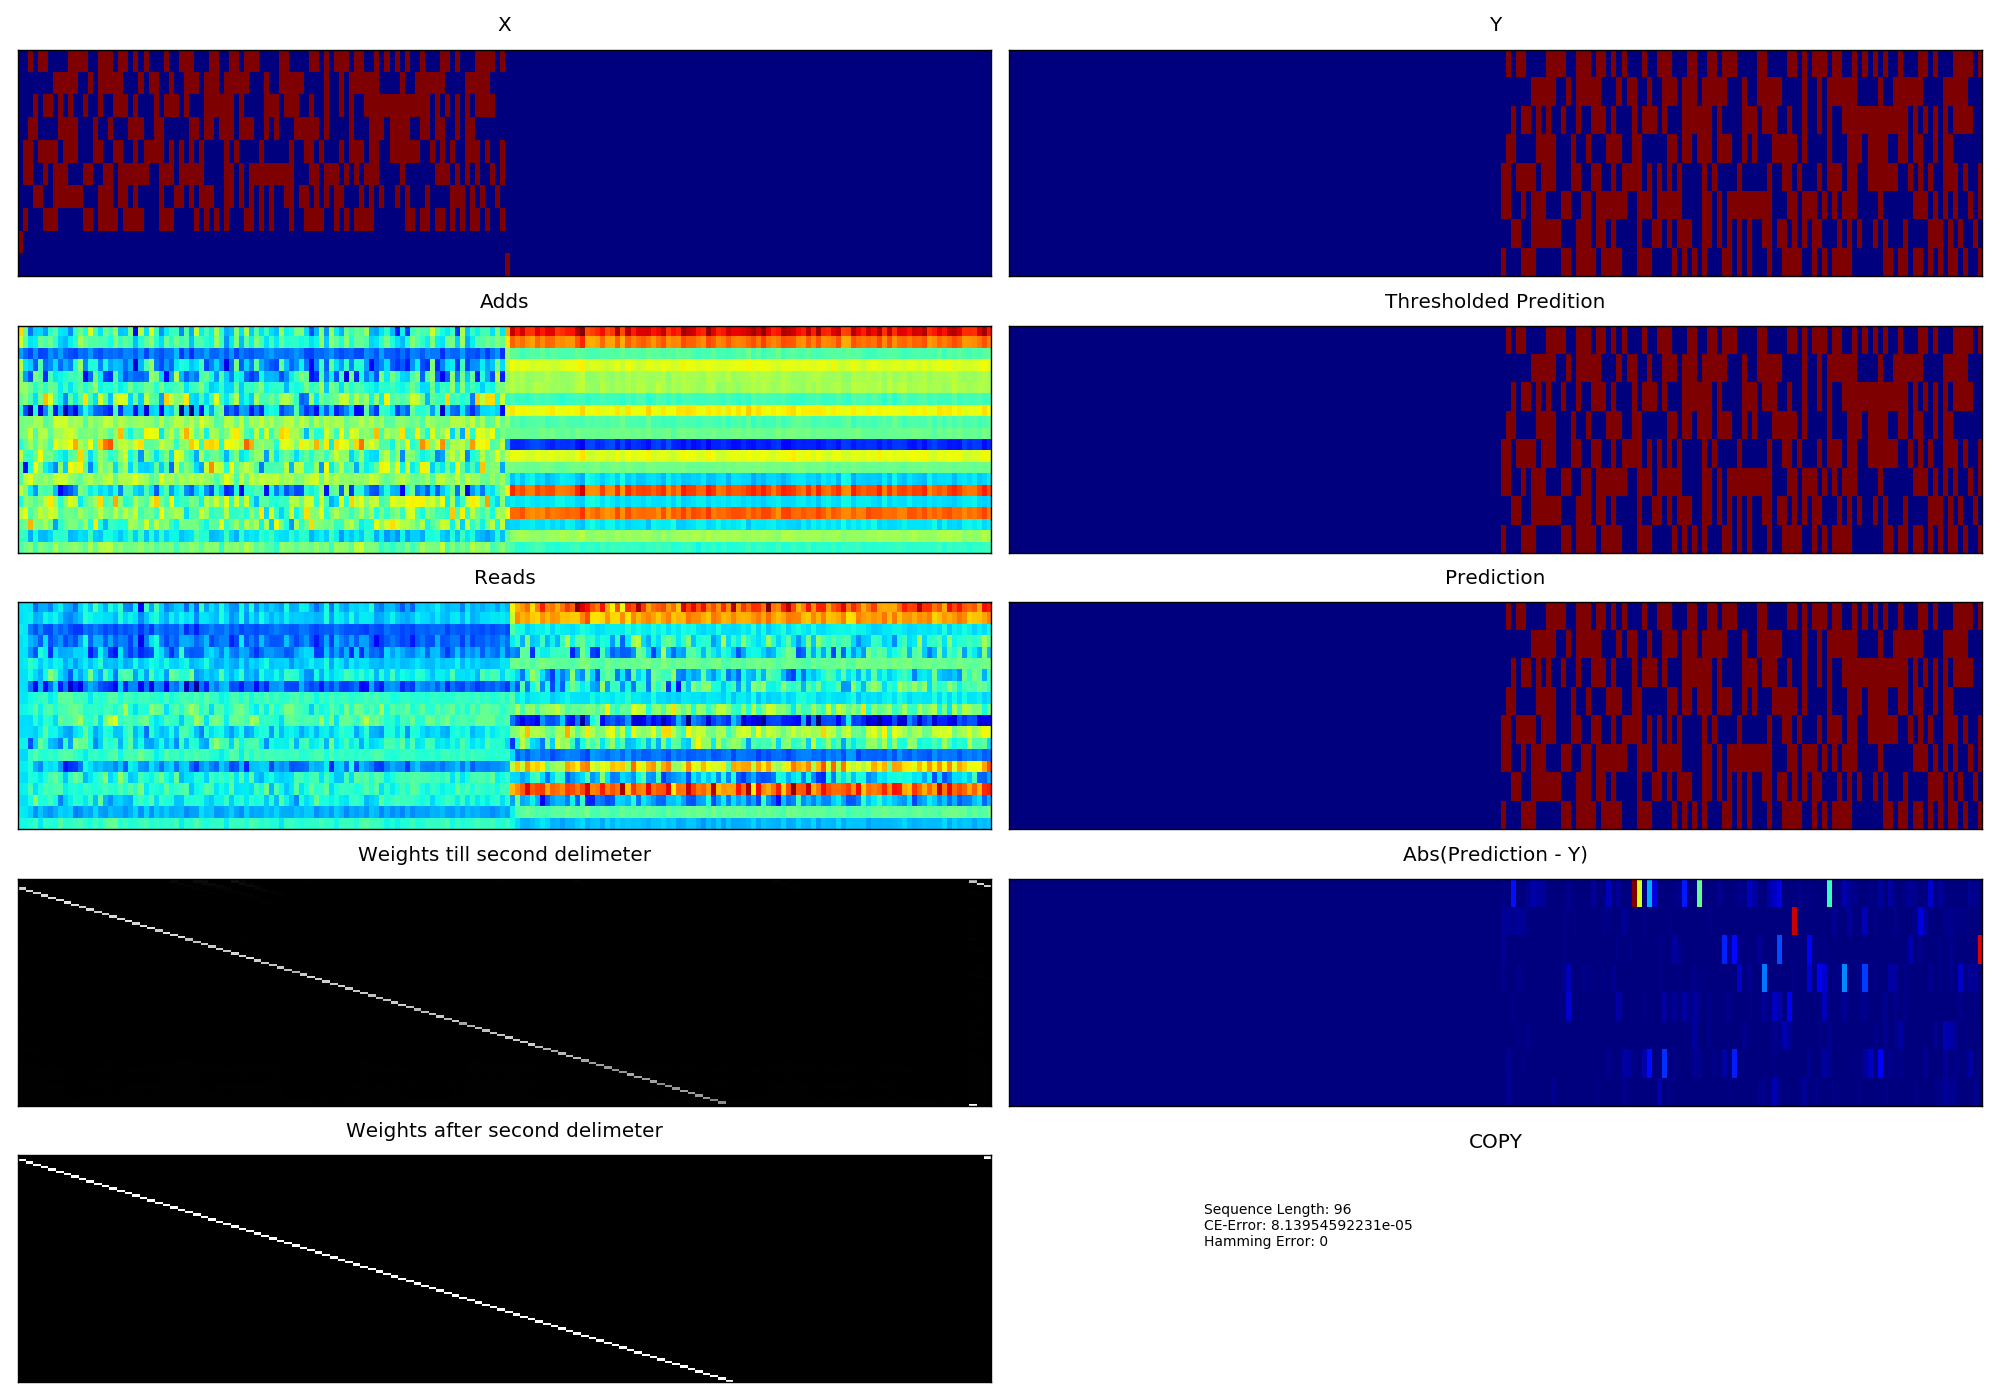 X
Y
Adds
Thresholded Predition
Reads
Prediction
Weights till second delimeter
Abs(Prediction - Y)
Weights after second delimeter
COPY
Sequence Length: 96
CE-Error: 8.13954592231e-05
Hamming Error: 0